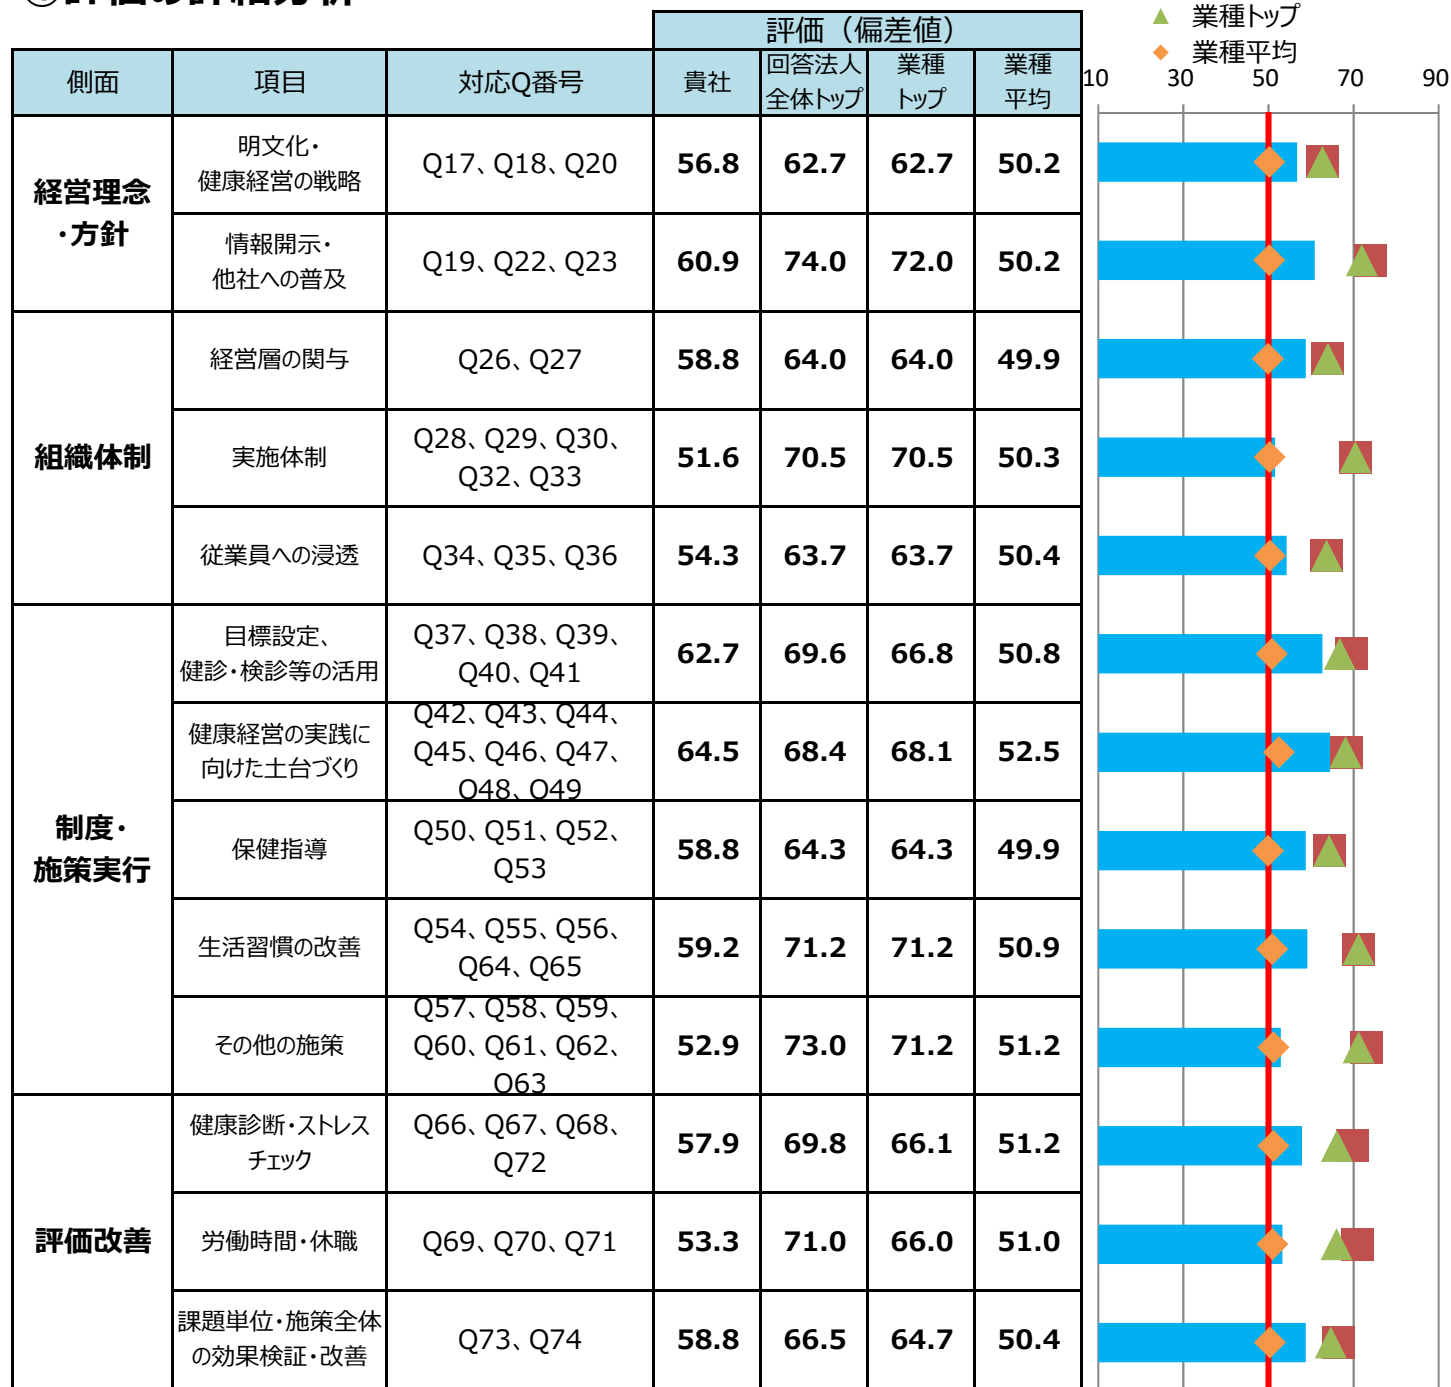 ②評価の詳細分析
▲ 業種トップ
◆ 業種平均
評価（偏差値）
側面 項目 対応Q番号 貴社 回答法人 業種 業種
全体トップ トップ 平均
10 30 50 70 90
経営理念
・方針
明文化・
健康経営の戦略
Q17、Q18、Q20 56.8 62.7 62.7 50.2
情報開示・
他社への普及
Q19、Q22、Q23 60.9 74.0 72.0 50.2
組織体制
経営層の関与 Q26、Q27 58.8 64.0 64.0 49.9
実施体制
Q28、Q29、Q30、
Q32、Q33
51.6 70.5 70.5 50.3
従業員への浸透 Q34、Q35、Q36 54.3 63.7 63.7 50.4
制度・
施策実行
目標設定、
健診・検診等の活用
Q37、Q38、Q39、
Q40、Q41
62.7 69.6 66.8 50.8
健康経営の実践に
向けた土台づくり
Q42、Q43、Q44、
Q45、Q46、Q47、
Q48、Q49
64.5 68.4 68.1 52.5
保健指導
Q50、Q51、Q52、
Q53
58.8 64.3 64.3 49.9
生活習慣の改善
Q54、Q55、Q56、
Q64、Q65
59.2 71.2 71.2 50.9
その他の施策
Q57、Q58、Q59、
Q60、Q61、Q62、
Q63
52.9 73.0 71.2 51.2
評価改善
健康診断・ストレス
チェック
Q66、Q67、Q68、
Q72
57.9 69.8 66.1 51.2
労働時間・休職 Q69、Q70、Q71 53.3 71.0 66.0 51.0
課題単位・施策全体
の効果検証・改善
Q73、Q74 58.8 66.5 64.7 50.4